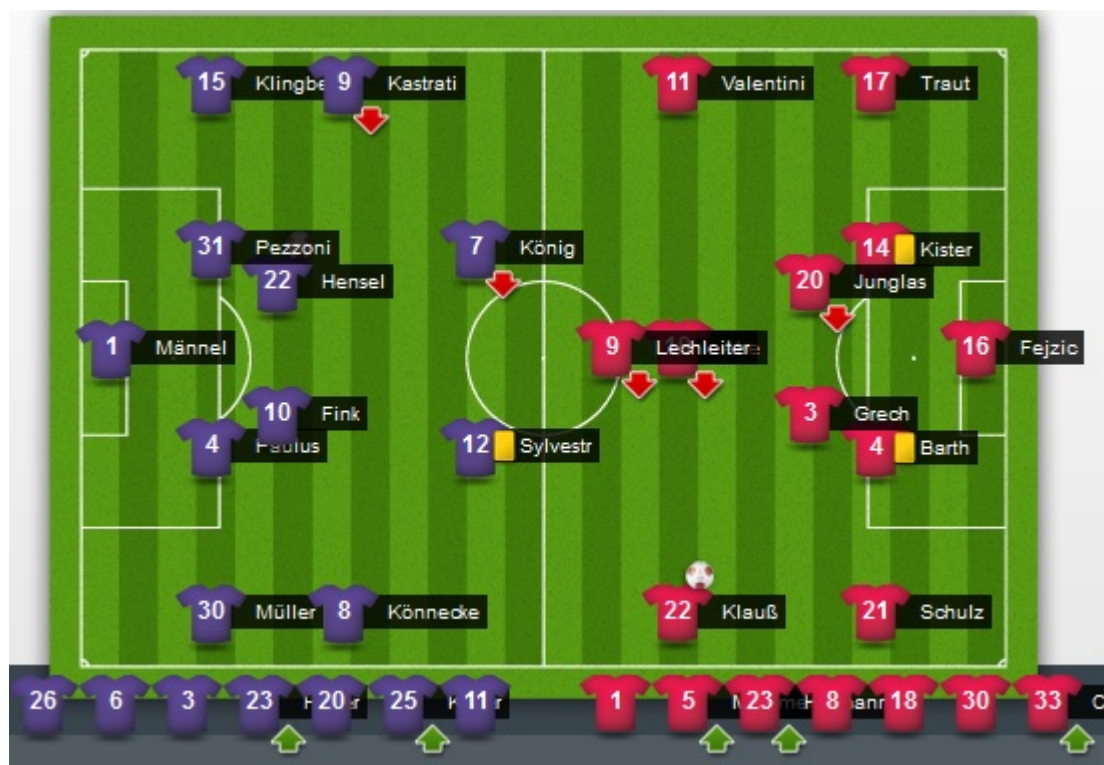 15 Klingbe 9 Kastrati 11 Valentini 17 Traut
31 Pezzoni 7 König 14 Kister
22 Hensel 20 Junglas
1 Männel 9 Lechleiter 16 Fejzic
10 Fink 3 Grech
4 Paulus 12 Sylvestr 4 Barth
30 Müller 8 Könnecke 22 Klauß 21 Schulz
26 6 3 23 20 25 11 1 5 23 8 18 30 33